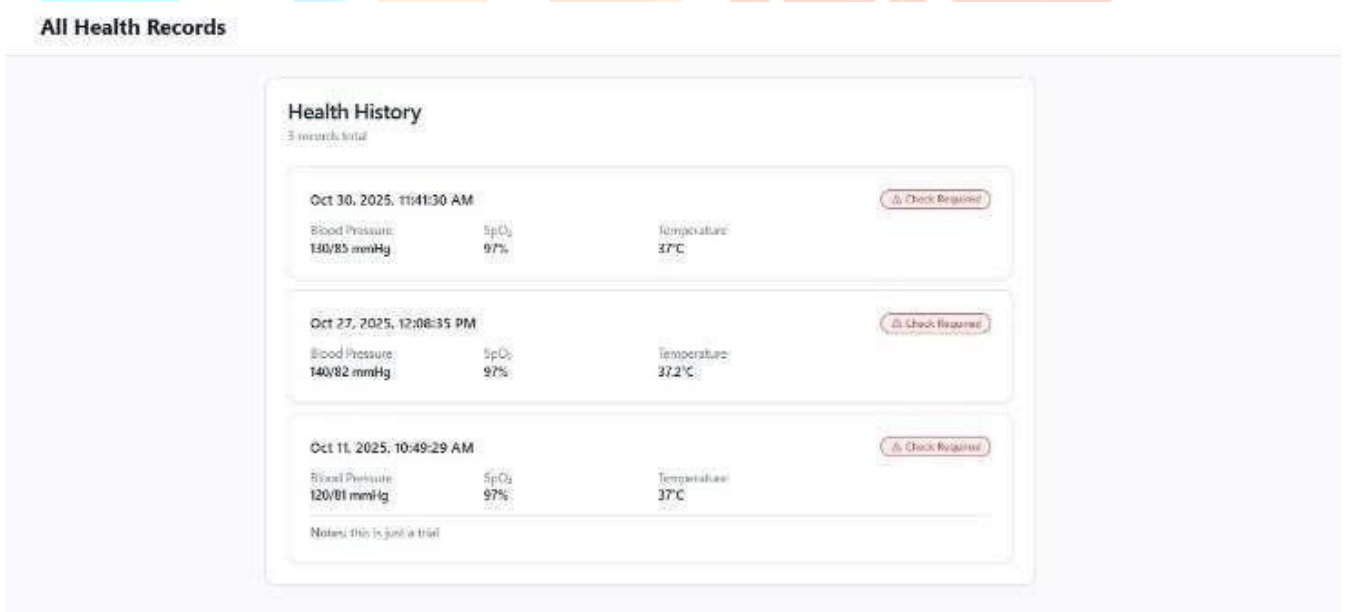 All Health Records
Health History
3 records total
Oct 30, 2025, 11:41:30 AM
Check Required
Blood Pressure SpO₂ Temperature
130/85 mmHg 97% 37°C
Oct 27, 2025, 12:08:35 PM
Check Required
Blood Pressure SpO₂ Temperature
140/82 mmHg 97% 37.2°C
Oct 11, 2025, 10:49:29 AM
Check Required
Blood Pressure SpO₂ Temperature
120/81 mmHg 97% 37°C
Notes: this is just a trial